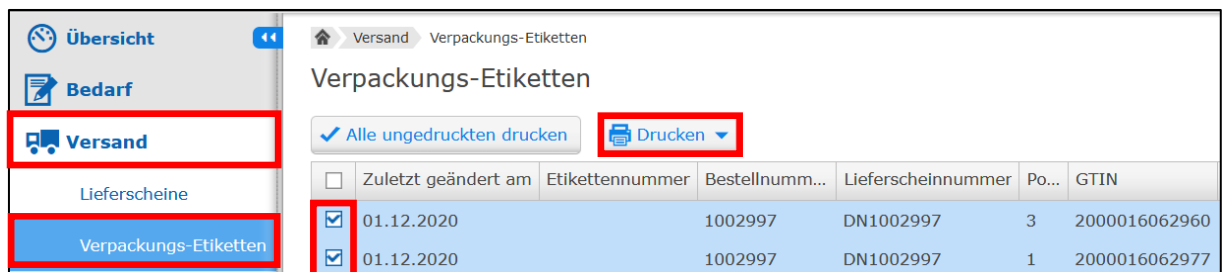 Übersicht
Bedarf
Versand
Lieferscheine
Verpackungs-Etiketten
Versand Verpackungs-Etiketten
Verpackungs-Etiketten
Alle ungedruckten drucken Drucken
Zuletzt geändert am Etikettennummer Bestellnumm... Lieferscheinnummer Po... GTIN
01.12.2020 1002997 DN1002997 3 2000016062960
01.12.2020 1002997 DN1002997 1 2000016062977